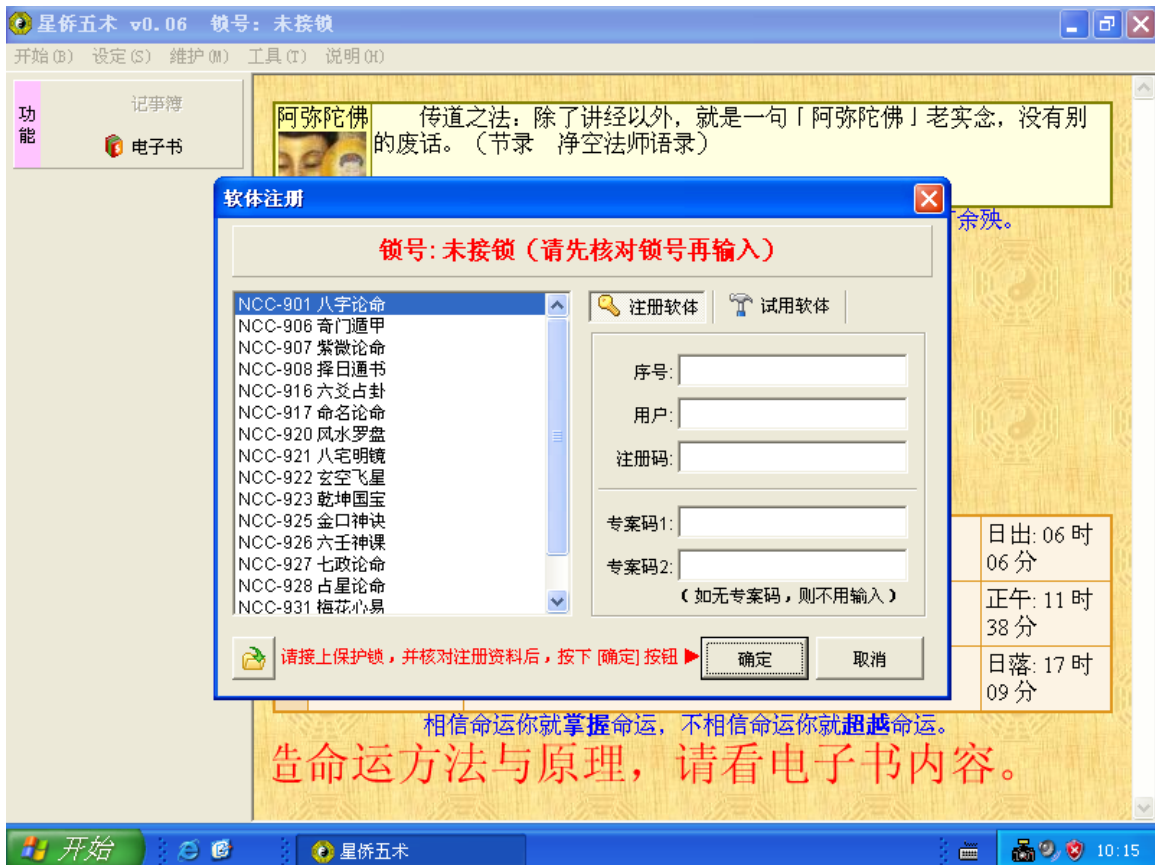 星侨五术 v0.06 锁号: 未接锁
开始(B) 设定(S) 维护(M) 工具(T) 说明(H)
功能
记事簿
电子书
阿弥陀佛
传道之法：除了讲经以外，就是一句「阿弥陀佛」老实念，没有别
的废话。（节录 净空法师语录）
余殃。
软体注册
锁号:未接锁（请先核对锁号再输入）
NCC-901 八字论命
NCC-906 奇门遁甲
NCC-907 紫微论命
NCC-908 择日通书
NCC-916 六爻占卦
NCC-917 命名论命
NCC-920 风水罗盘
NCC-921 八宅明镜
NCC-922 玄空飞星
NCC-923 乾坤国宝
NCC-925 金口神诀
NCC-926 六壬神课
NCC-927 七政论命
NCC-928 占星论命
NCC-931 梅花心易
注册软体
试用软体
序号:
用户:
注册码:
专案码1:
专案码2:
（如无专案码，则不用输入）
请接上保护锁，并核对注册资料后，按下 [确定] 按钮
确定
取消
日出: 06 时
06 分
正午: 11 时
38 分
日落: 17 时
09 分
相信命运你就掌握命运，不相信命运你就超越命运。
造命运方法与原理，请看电子书内容。
开始
星侨五术
10:15